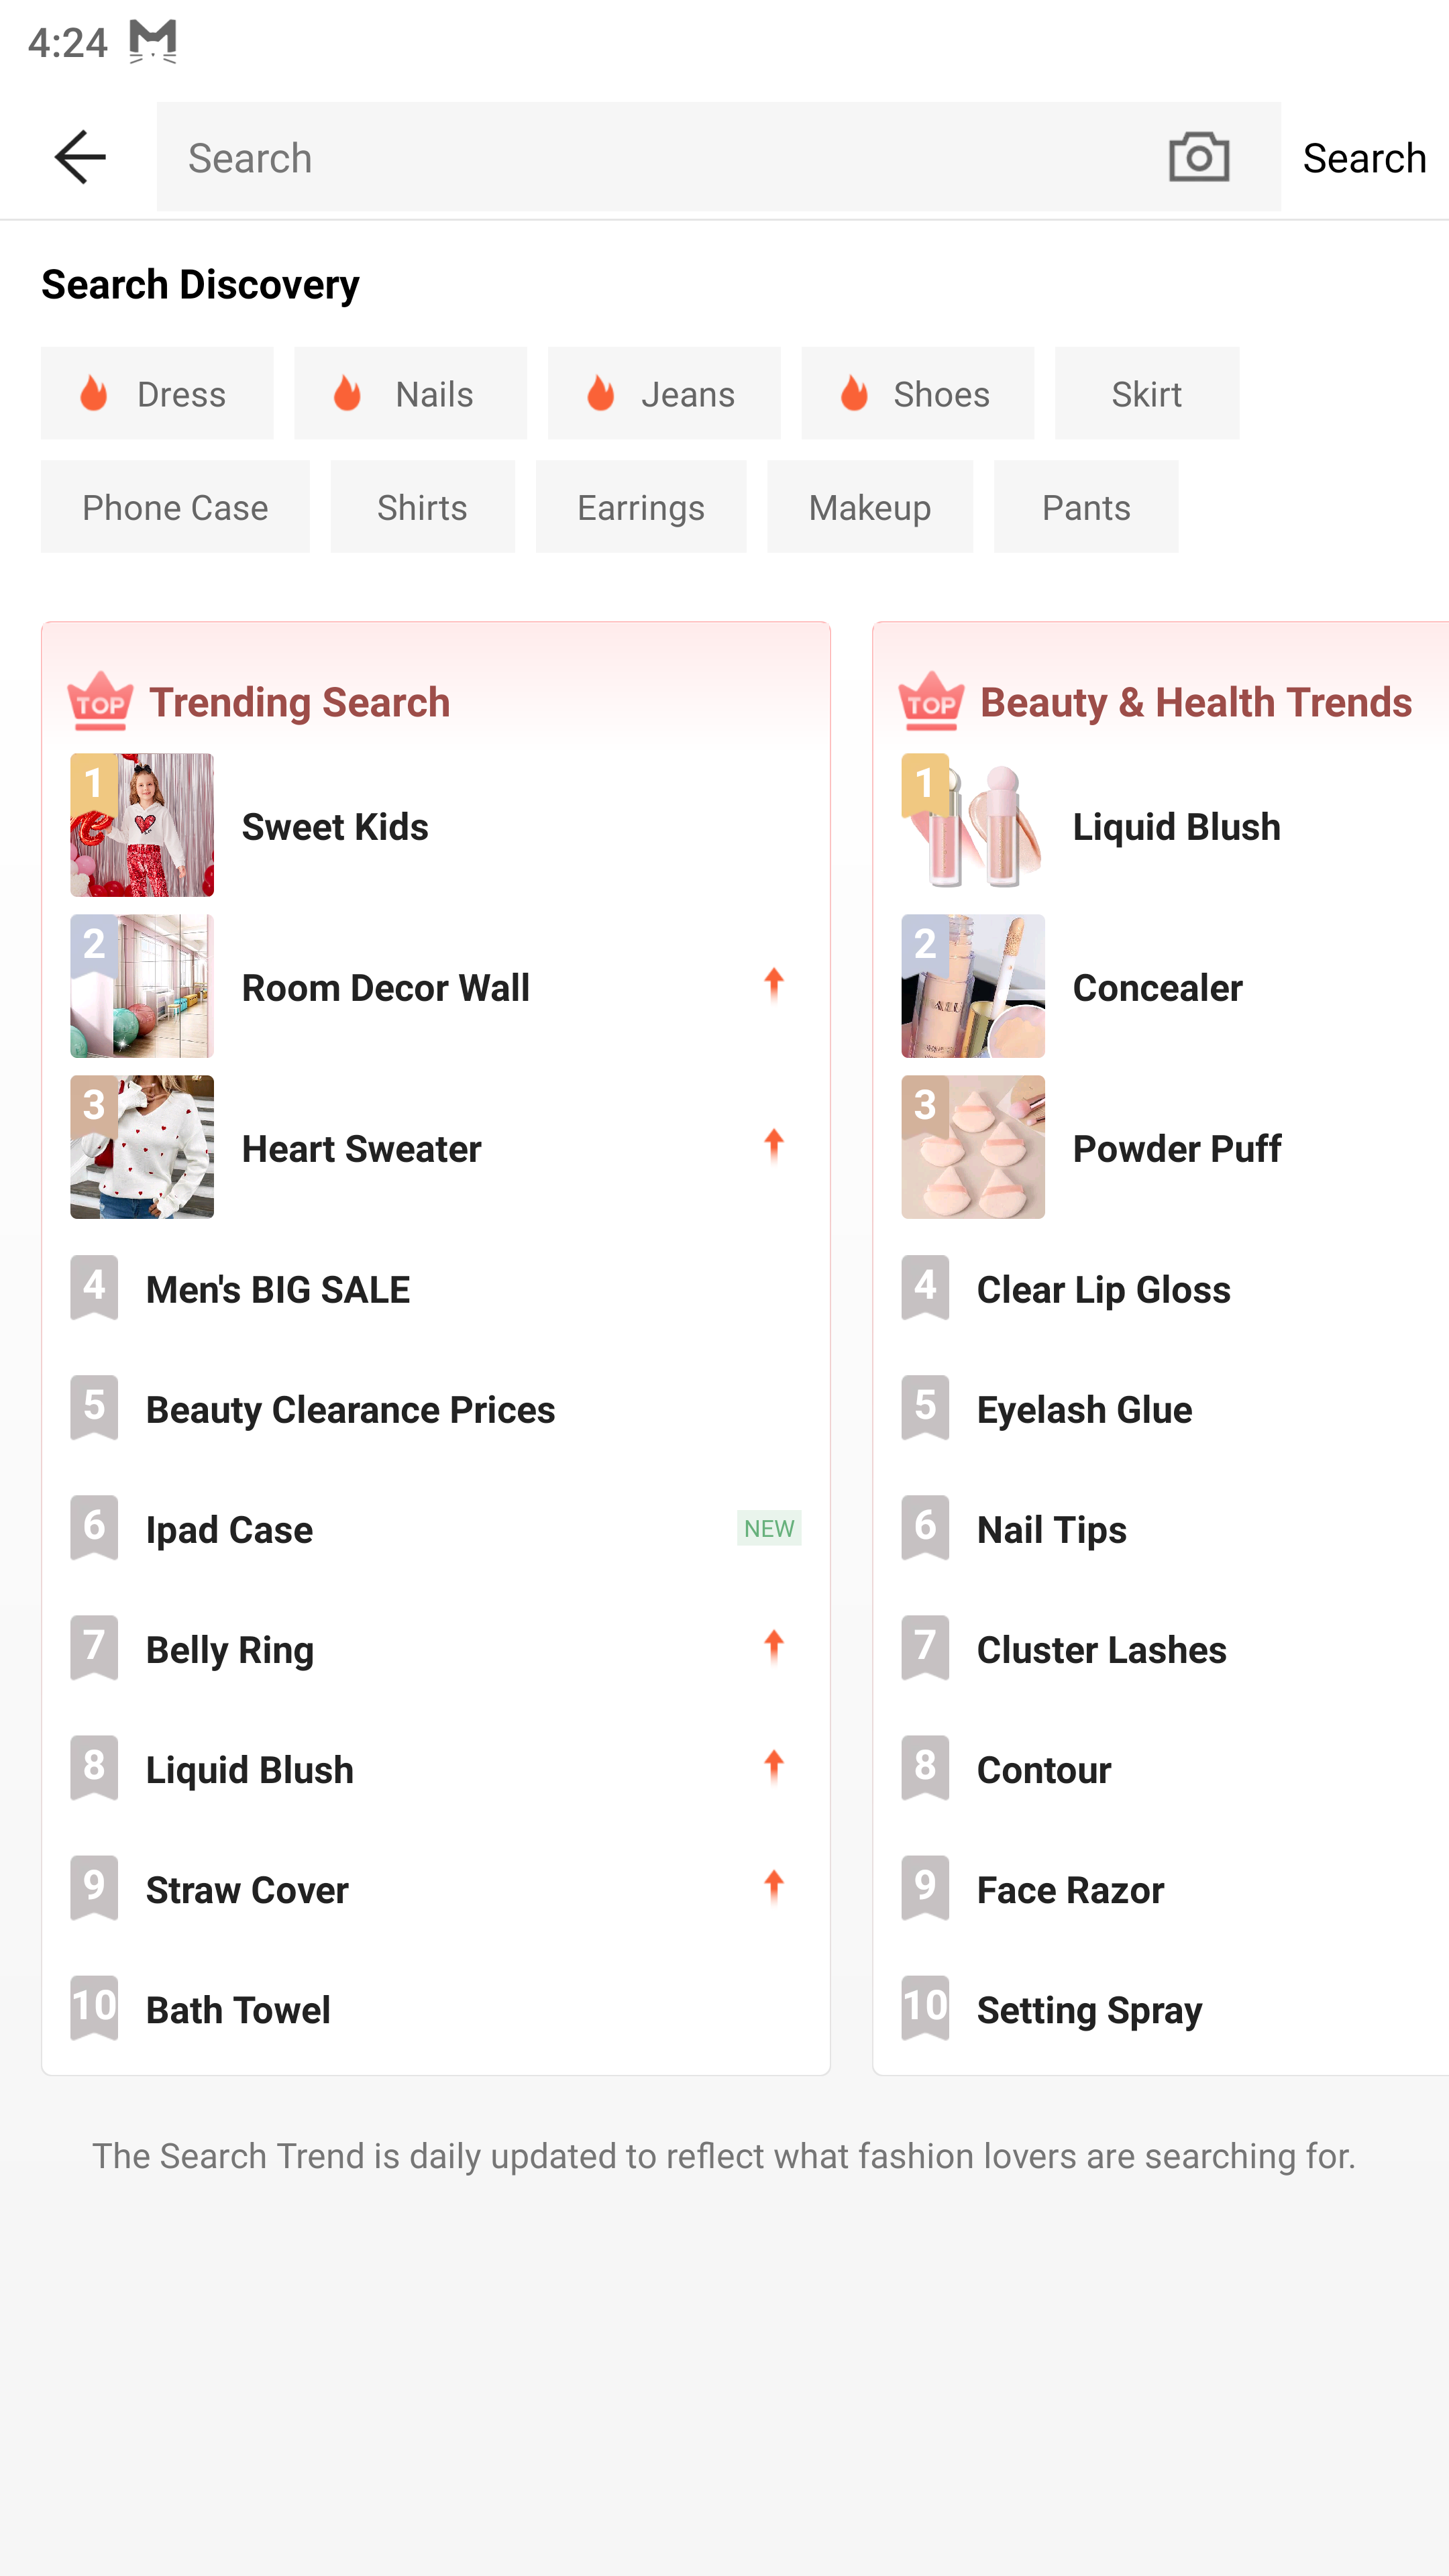 4:24
Search
Search
Search Discovery
Dress
Nails
Jeans
Shoes
Skirt
Phone Case
Shirts
Earrings
Makeup
Pants
TOP Trending Search
1 Sweet Kids
2 Room Decor Wall
3 Heart Sweater
4 Men's BIG SALE
5 Beauty Clearance Prices
6 Ipad Case NEW
7 Belly Ring
8 Liquid Blush
9 Straw Cover
10 Bath Towel
TOP Beauty & Health Trends
1 Liquid Blush
2 Concealer
3 Powder Puff
4 Clear Lip Gloss
5 Eyelash Glue
6 Nail Tips
7 Cluster Lashes
8 Contour
9 Face Razor
10 Setting Spray
The Search Trend is daily updated to reflect what fashion lovers are searching for.